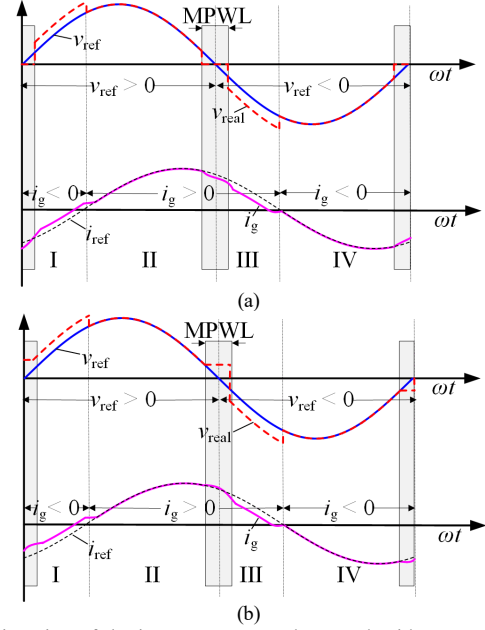 MPWL
v_ref
ωt
v_ref > 0
v_ref < 0
v_real
i_g < 0
i_g > 0
i_g < 0
i_ref
i_g
ωt
I
II
III
IV
(a)
MPWL
v_ref
ωt
v_ref > 0
v_ref < 0
v_real
i_g < 0
i_g > 0
i_g < 0
i_ref
i_g
ωt
I
II
III
IV
(b)